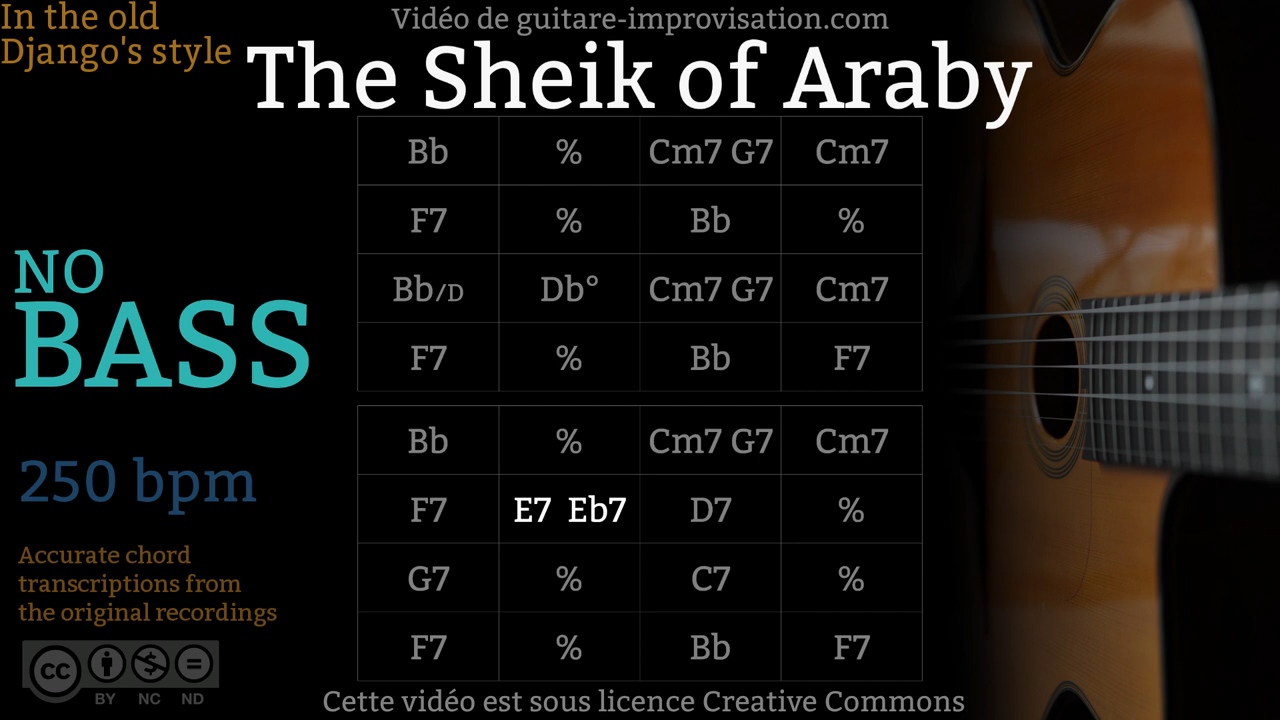 In the old
Django's style
Vidéo de guitare-improvisation.com
The Sheik of Araby
Bb % Cm7 G7 Cm7
F7 % Bb %
Bb/D Db° Cm7 G7 Cm7
F7 % Bb F7
Bb % Cm7 G7 Cm7
F7 E7 Eb7 D7 %
G7 % C7 %
F7 % Bb F7
NO
BASS
250 bpm
Accurate chord
transcriptions from
the original recordings
cc
BY NC ND
Cette vidéo est sous licence Creative Commons